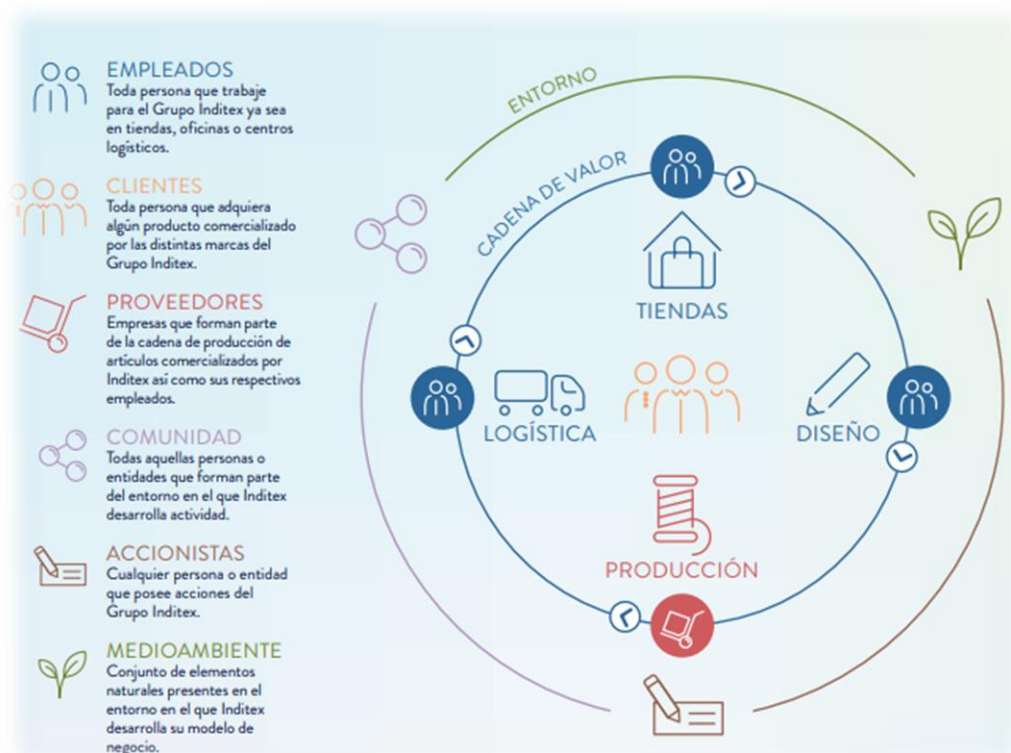 EMPLEADOS
Toda persona que trabaje
para el Grupo Inditex ya sea
en tiendas, oficinas o centros
logísticos.
CLIENTES
Toda persona que adquiera
algún producto comercializado
por las distintas marcas del
Grupo Inditex.
PROVEEDORES
Empresas que forman parte
de la cadena de producción de
artículos comercializados por
Inditex así como sus respectivos
empleados.
COMUNIDAD
Todas aquellas personas o
entidades que forman parte
del entorno en el que Inditex
desarrolla actividad.
ACCIONISTAS
Cualquier persona o entidad
que posee acciones del
Grupo Inditex.
MEDIOAMBIENTE
Conjunto de elementos
naturales presentes en el
entorno en el que Inditex
desarrolla su modelo de
negocio.
ENTORNO
CADENA DE VALOR
TIENDAS
LOGÍSTICA
DISEÑO
PRODUCCIÓN